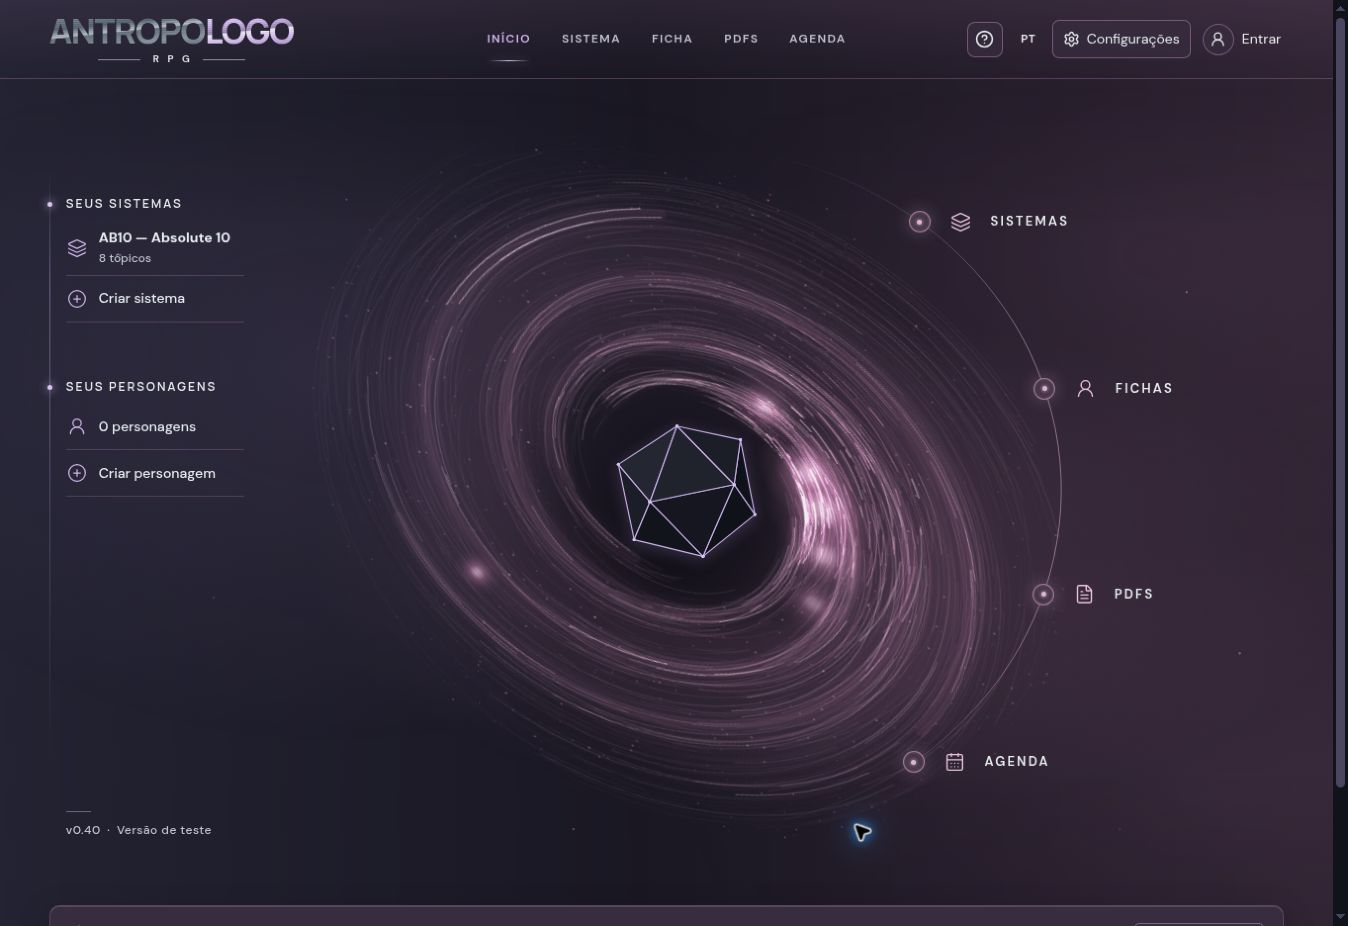 ANTROPOLOGO
RPG
INÍCIO
SISTEMA
FICHA
PDFS
AGENDA
PT
Configurações
Entrar
SEUS SISTEMAS
AB10 — Absolute 10
8 tópicos
Criar sistema
SEUS PERSONAGENS
0 personagens
Criar personagem
SISTEMAS
FICHAS
PDFS
AGENDA
v0.40 · Versão de teste